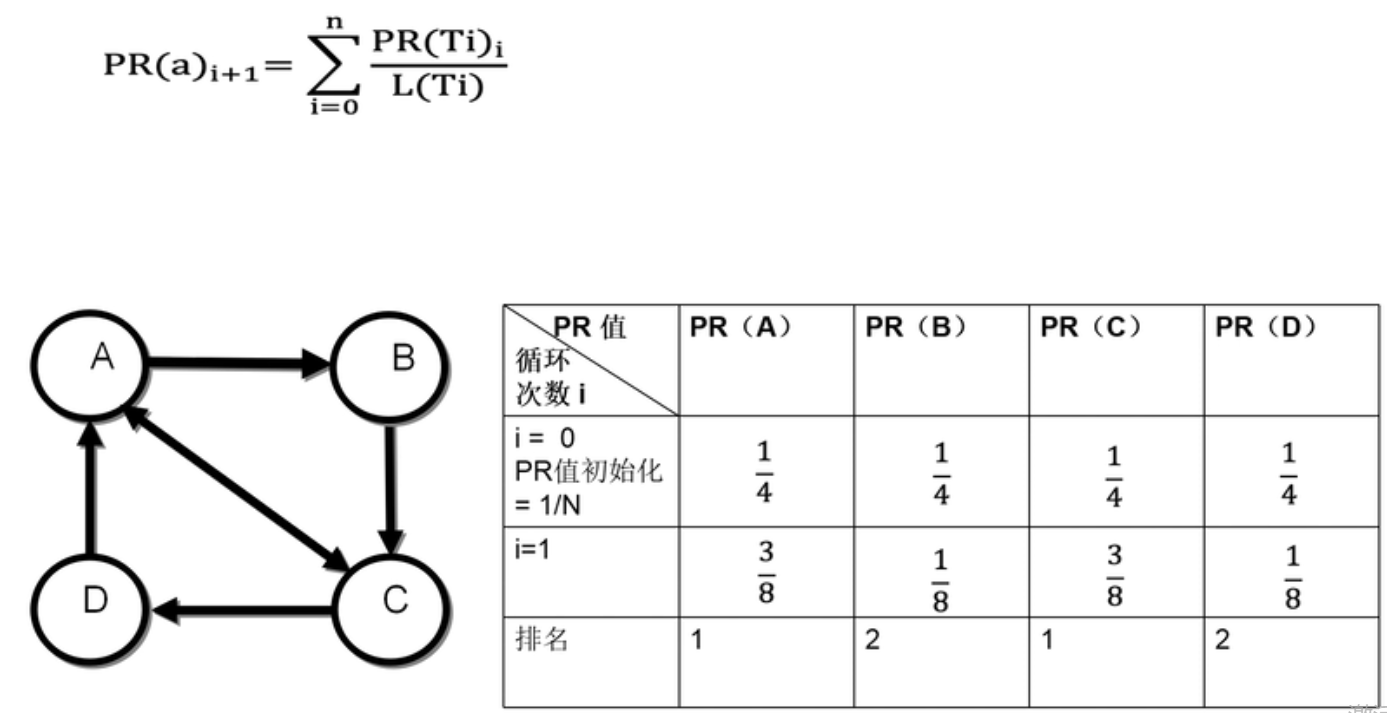 PR(a)i+1= n∑i=0 PR(Ti)i/L(Ti)
A
B
D
C
PR 值
循环
次数 i
PR（A）
PR（B）
PR（C）
PR（D）
i = 0
PR值初始化
= 1/N
1/4
1/4
1/4
1/4
i=1
3/8
1/8
3/8
1/8
排名
1
2
1
2